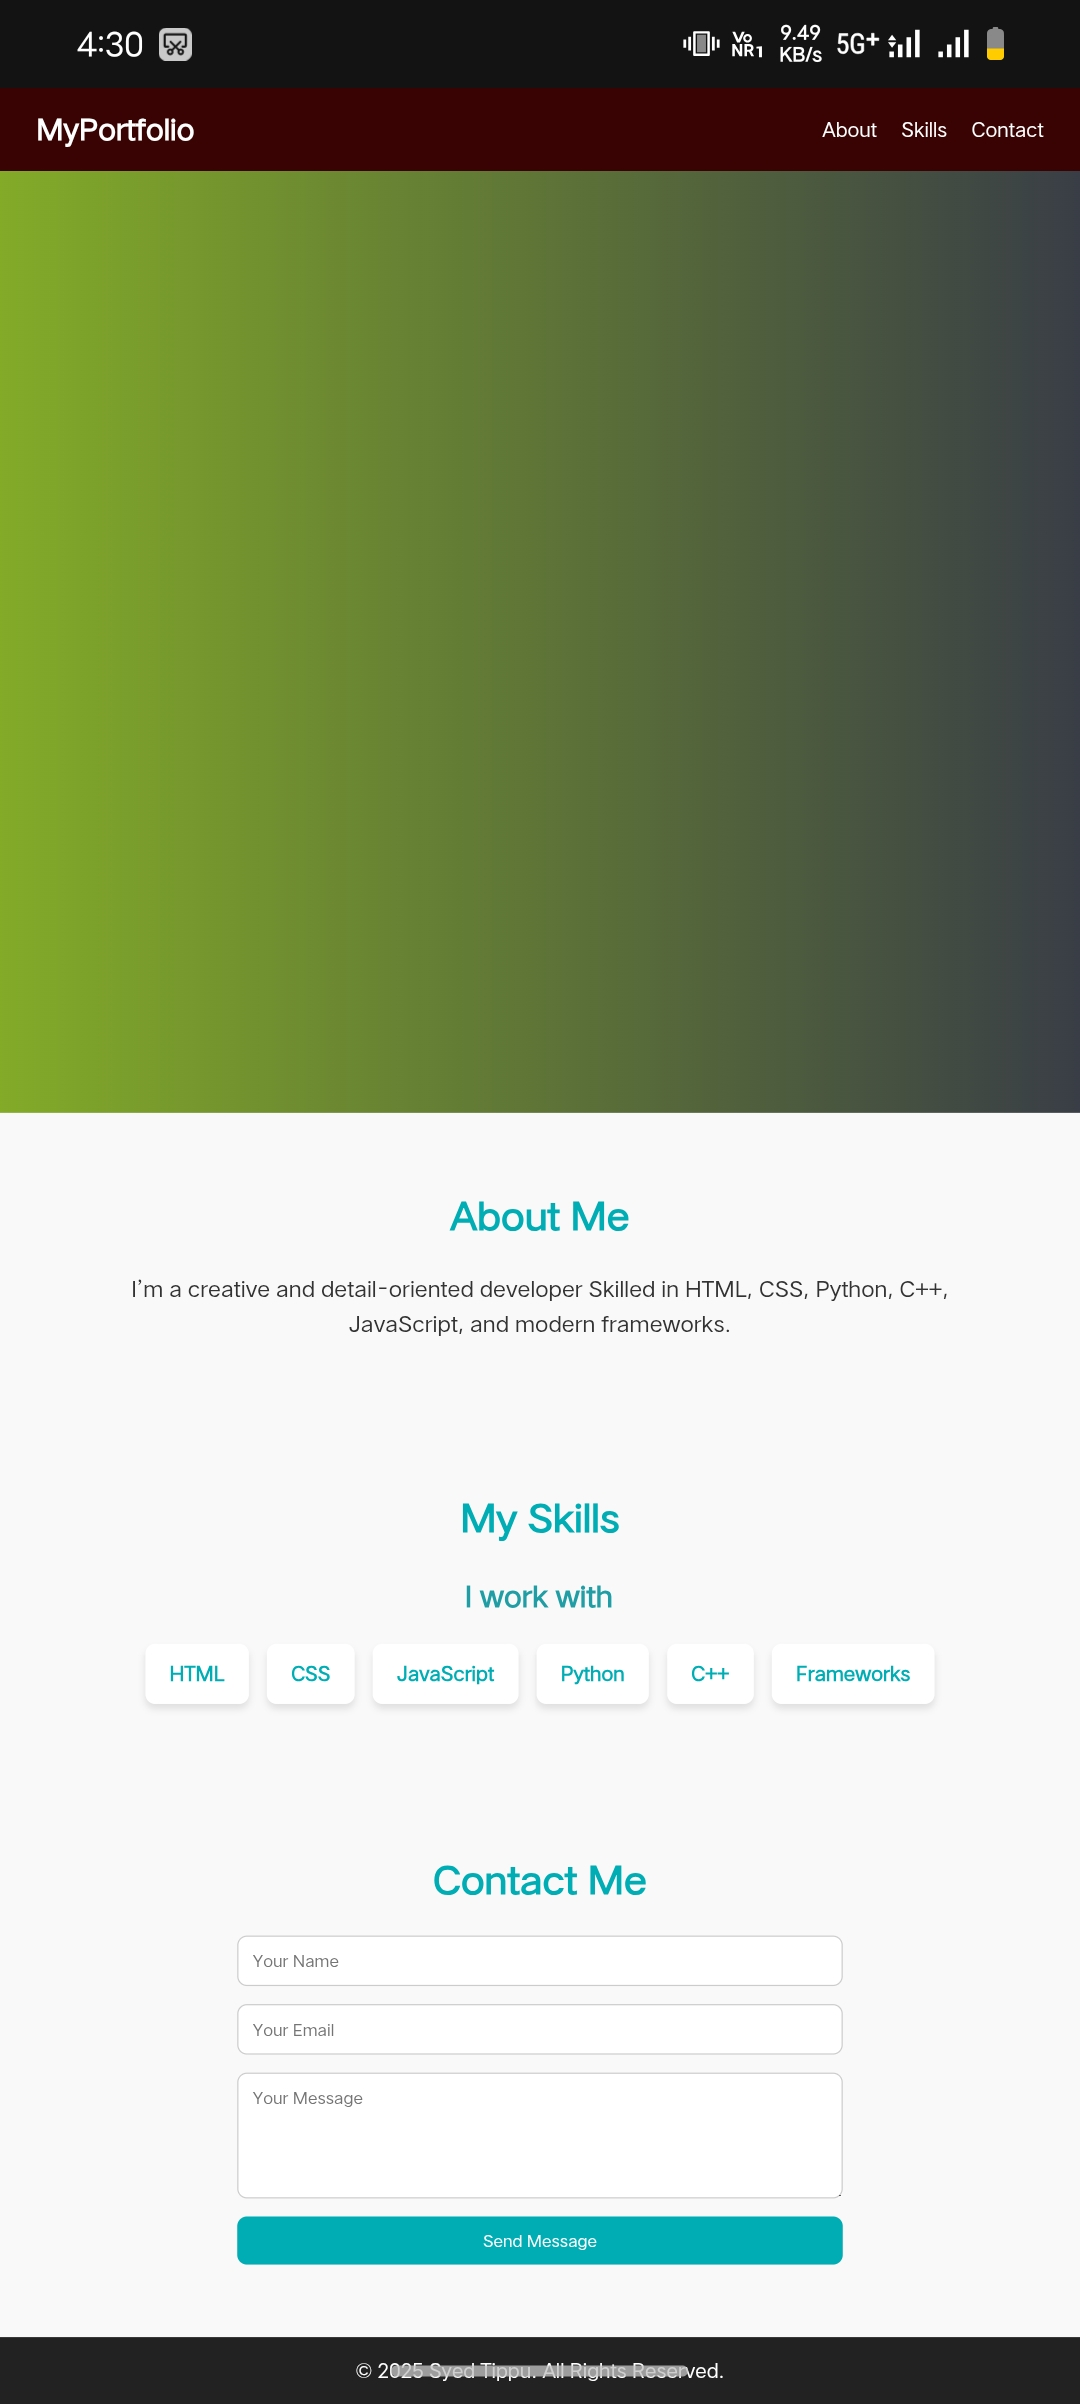 4:30
Vo
NR1
9.49
KB/s
5G+
MyPortfolio
About Skills Contact
About Me
I'm a creative and detail-oriented developer Skilled in HTML, CSS, Python, C++,
JavaScript, and modern frameworks.
My Skills
I work with
HTML CSS JavaScript Python C++ Frameworks
Contact Me
Your Name
Your Email
Your Message
Send Message
© 2025 Syed Tippu. All Rights Reserved.